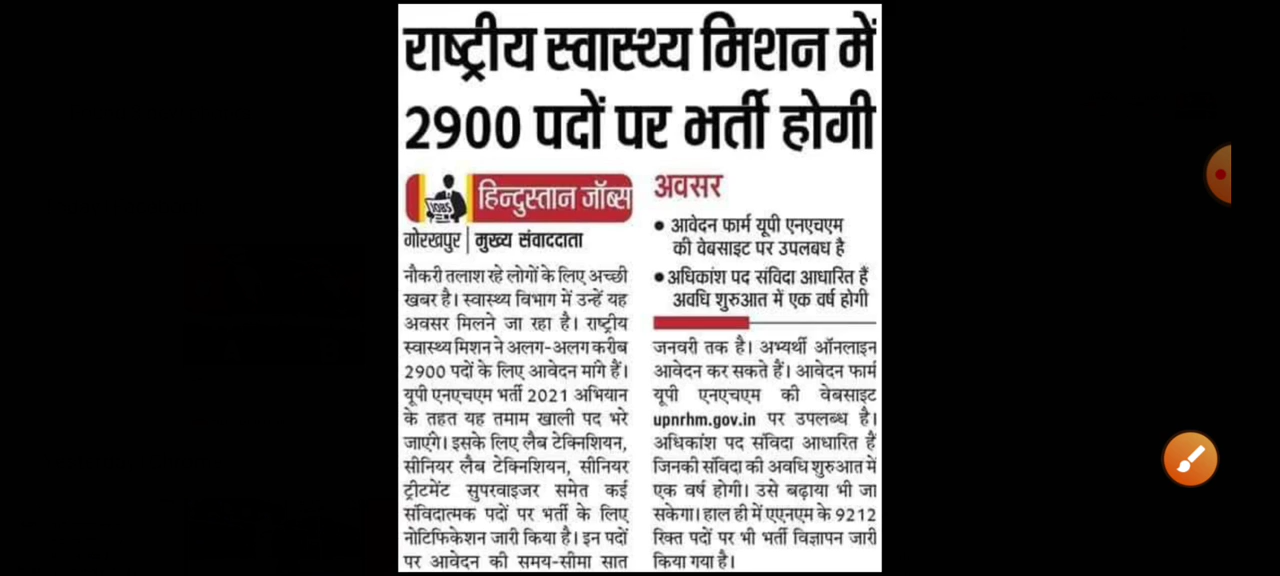 राष्ट्रीय स्वास्थ्य मिशन में
2900 पदों पर भर्ती होगी
JOBS
हिन्दुस्तान जॉब्स
गोरखपुर | मुख्य संवाददाता
नौकरी तलाश रहे लोगों के लिए अच्छी
खबर है। स्वास्थ्य विभाग में उन्हें यह
अवसर मिलने जा रहा है। राष्ट्रीय
स्वास्थ्य मिशन ने अलग-अलग करीब
2900 पदों के लिए आवेदन मांगे हैं।
यूपी एनएचएम भर्ती 2021 अभियान
के तहत यह तमाम खाली पद भरे
जाएंगे। इसके लिए लैब टेक्निशियन,
सीनियर लैब टेक्निशियन, सीनियर
ट्रीटमेंट सुपरवाइजर समेत कई
संविदात्मक पदों पर भर्ती के लिए
नोटिफिकेशन जारी किया है। इन पदों
पर आवेदन की समय-सीमा सात
अवसर
• आवेदन फार्म यूपी एनएचएम
की वेबसाइट पर उपलबध है
• अधिकांश पद संविदा आधारित हैं
अवधि शुरुआत में एक वर्ष होगी
जनवरी तक है। अभ्यर्थी ऑनलाइन
आवेदन कर सकते हैं। आवेदन फार्म
यूपी एनएचएम की वेबसाइट
upnrhm.gov.in पर उपलब्ध है।
अधिकांश पद संविदा आधारित हैं
जिनकी संविदा की अवधि शुरुआत में
एक वर्ष होगी। उसे बढ़ाया भी जा
सकेगा। हाल ही में एएनएम के 9212
रिक्त पदों पर भी भर्ती विज्ञापन जारी
किया गया है।